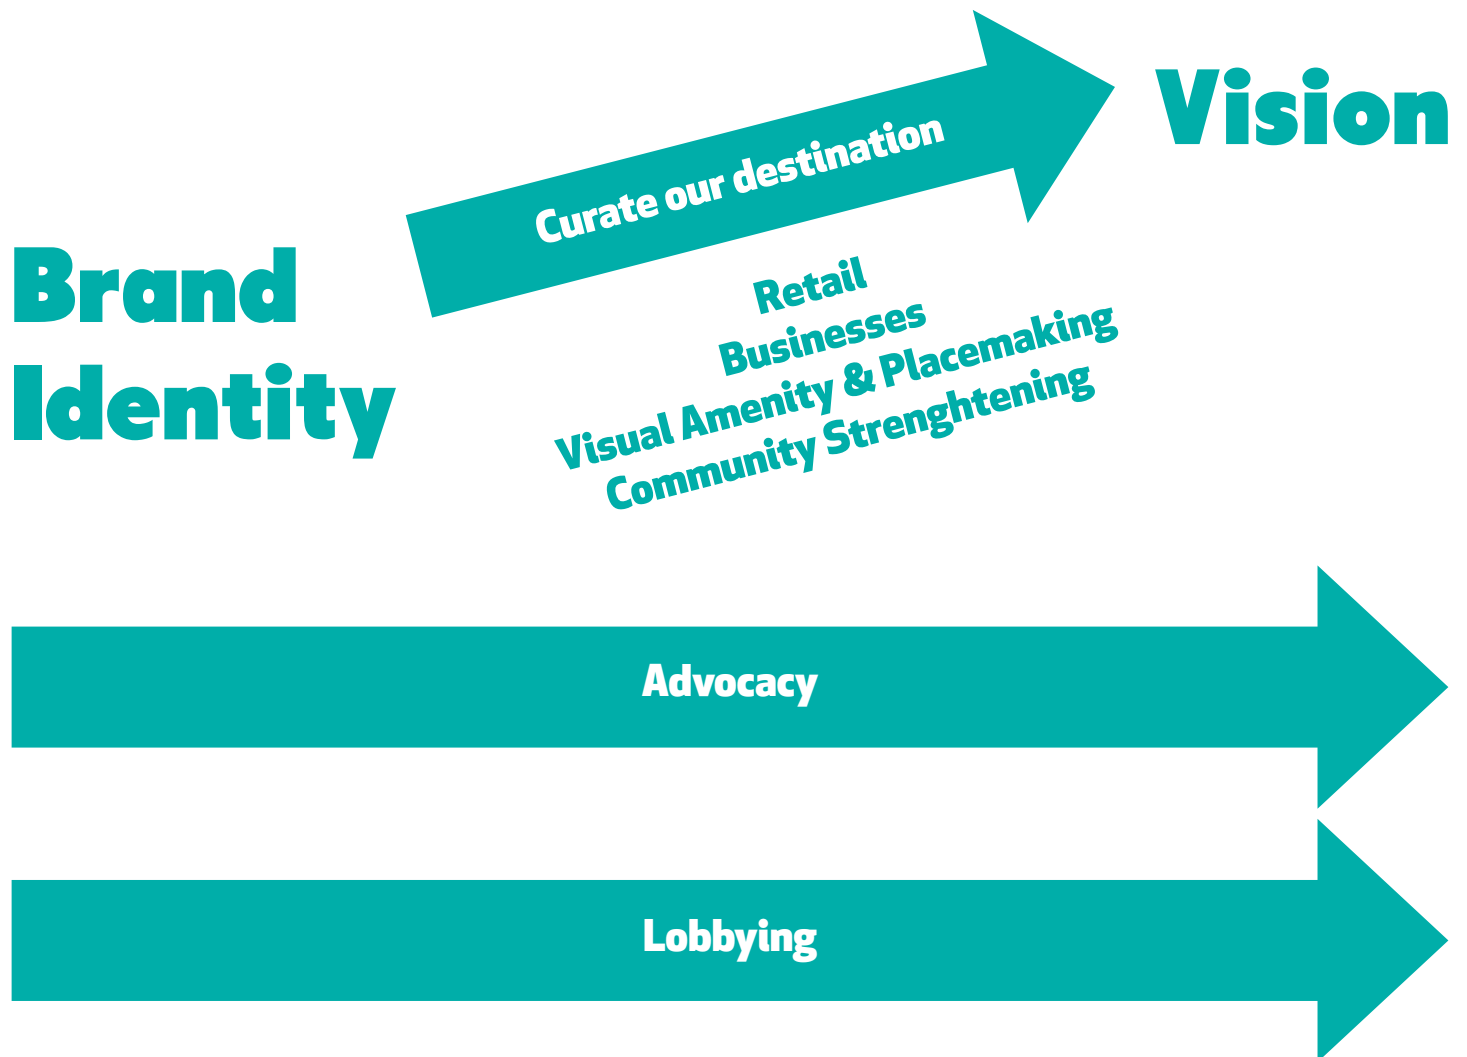 Vision
Curate our destination
Brand
Identity
Retail
Businesses
Visual Amenity & Placemaking
Community Strenghtening
Advocacy
Lobbying